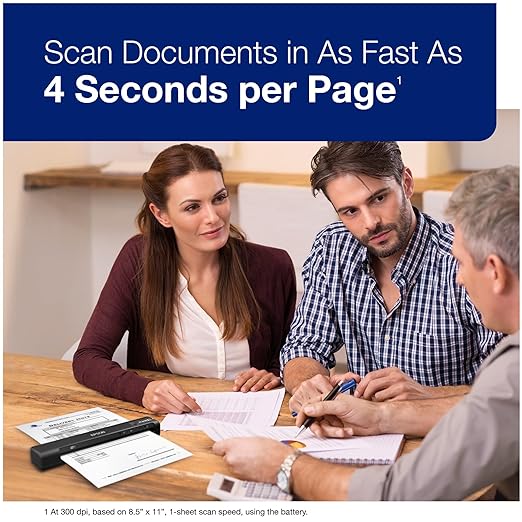 Scan Documents in As Fast As
4 Seconds per Page¹
EPSON
1 At 300 dpi, based on 8.5" x 11", 1-sheet scan speed, using the battery.